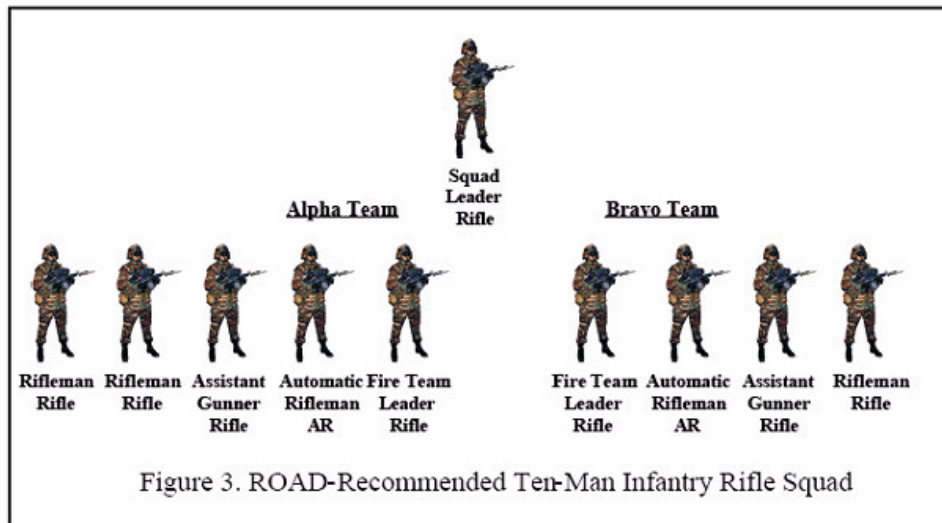 Squad
Leader
Rifle
Alpha Team
Bravo Team
Rifleman
Rifle
Rifleman
Rifle
Assistant
Gunner
Rifle
Automatic
Rifleman
AR
Fire Team
Leader
Rifle
Fire Team
Leader
Rifle
Automatic
Rifleman
AR
Assistant
Gunner
Rifle
Rifleman
Rifle
Figure 3. ROAD-Recommended Ten-Man Infantry Rifle Squad